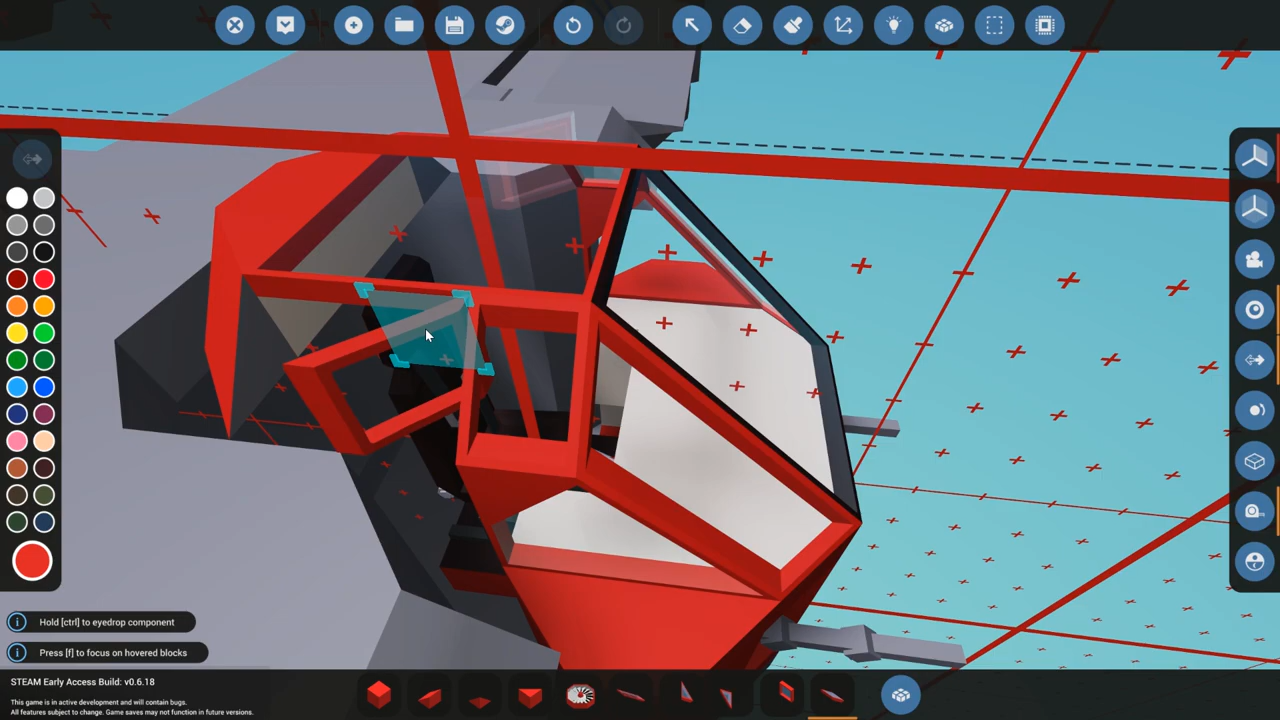 Hold [ctrl] to eyedrop component
Press [f] to focus on hovered blocks
STEAM Early Access Build: v0.6.18
This game is in active development and will contain bugs.
All features subject to change. Game saves may not function in future versions.